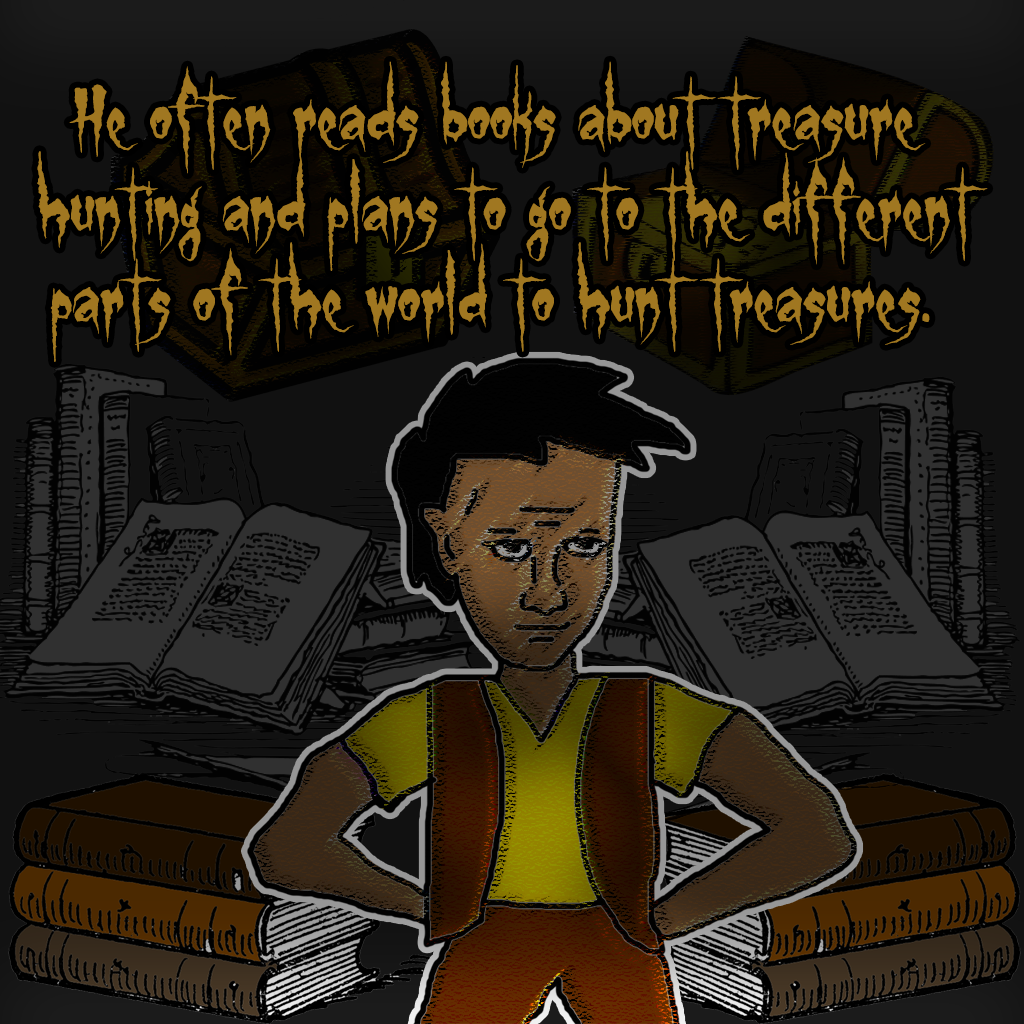 He often reads books about treasure
hunting and plans to go to the different
parts of the world to hunt treasures.